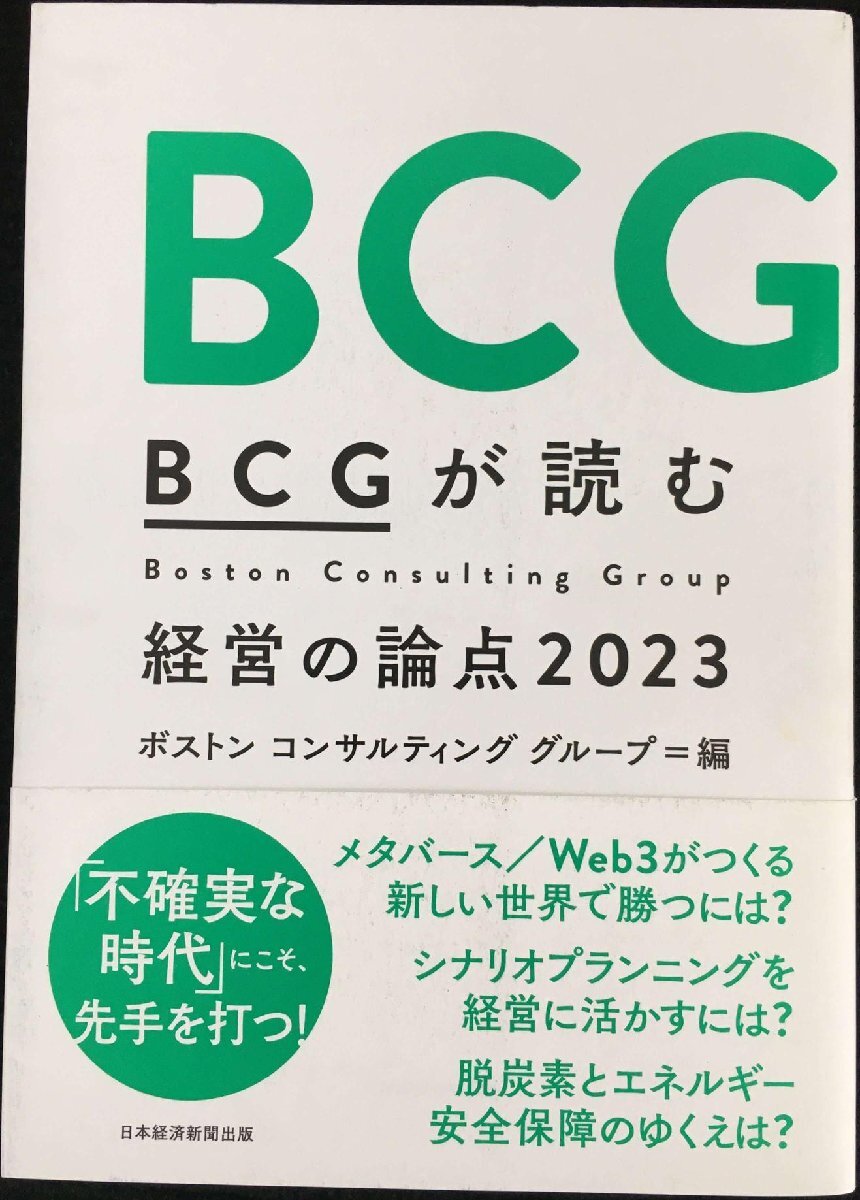 BCG
BCGが読む
Boston Consulting Group
経営の論点2023
ボストン コンサルティング グループ=編
「不確実な
時代」にこそ、
先手を打つ!
メタバース/Web3がつくる
新しい世界で勝つには?
シナリオプランニングを
経営に活かすには?
脱炭素とエネルギー
安全保障のゆくえは?
日本経済新聞出版